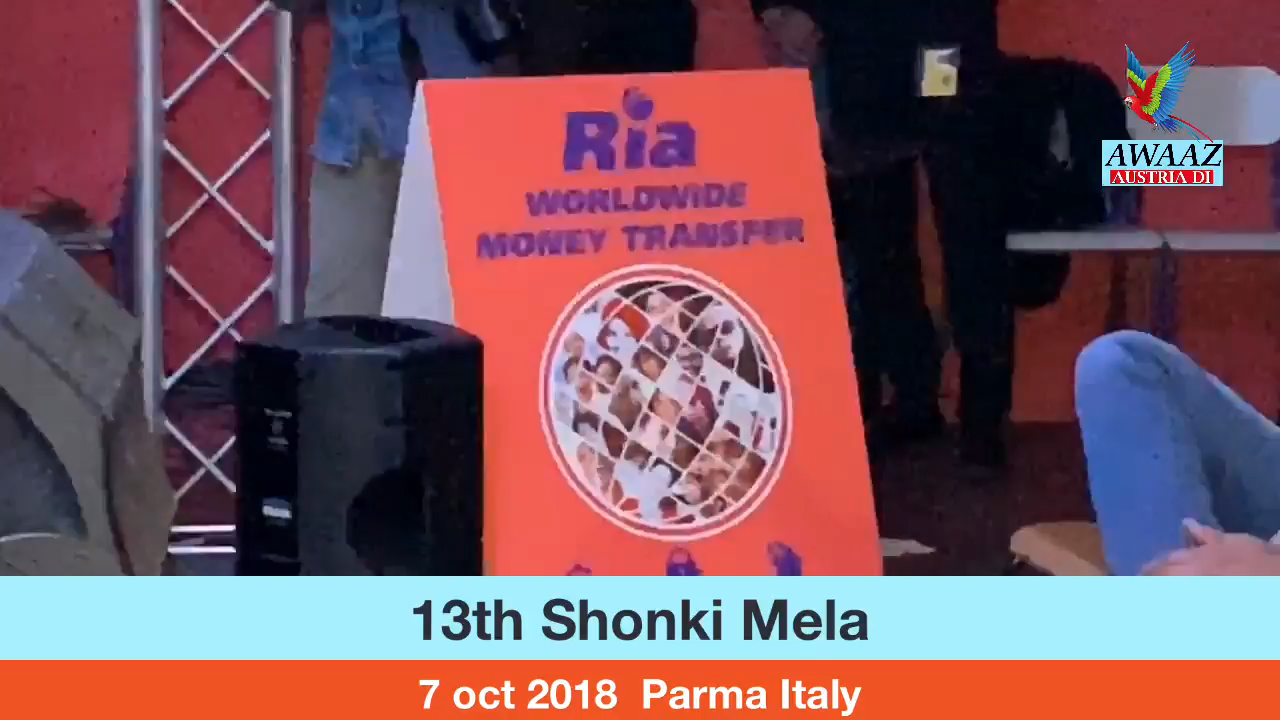 Ria
WORLDWIDE
MONEY TRANSFER
AWAAZ
AUSTRIA DI
13th Shonki Mela
7 oct 2018 Parma Italy